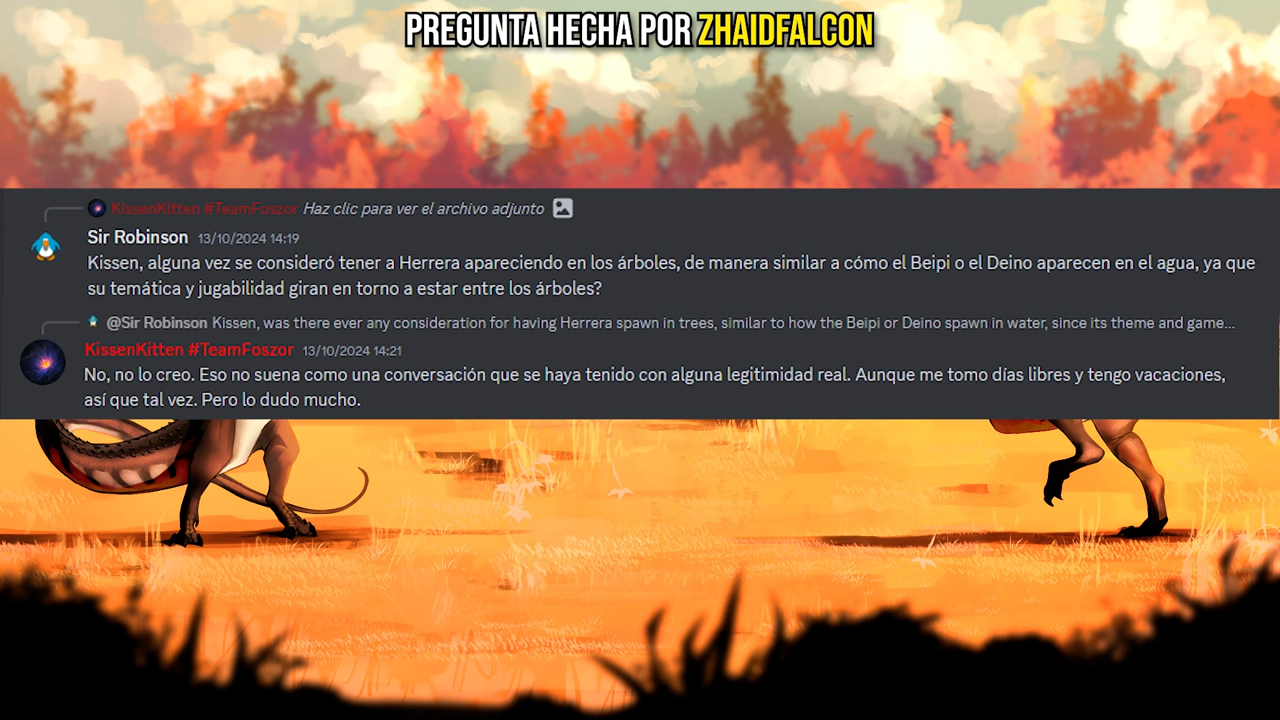 PREGUNTA HECHA POR ZHAIDFALCON
KissenKitten #TeamFoszor Haz clic para ver el archivo adjunto
Sir Robinson 13/10/2024 14:19
Kissen, alguna vez se consideró tener a Herrera apareciendo en los árboles, de manera similar a cómo el Beipi o el Deino aparecen en el agua, ya que
su temática y jugabilidad giran en torno a estar entre los árboles?
@Sir Robinson Kissen, was there ever any consideration for having Herrera spawn in trees, similar to how the Beipi or Deino spawn in water, since its theme and game...
KissenKitten #TeamFoszor 13/10/2024 14:21
No, no lo creo. Eso no suena como una conversación que se haya tenido con alguna legitimidad real. Aunque me tomo días libres y tengo vacaciones,
así que tal vez. Pero lo dudo mucho.